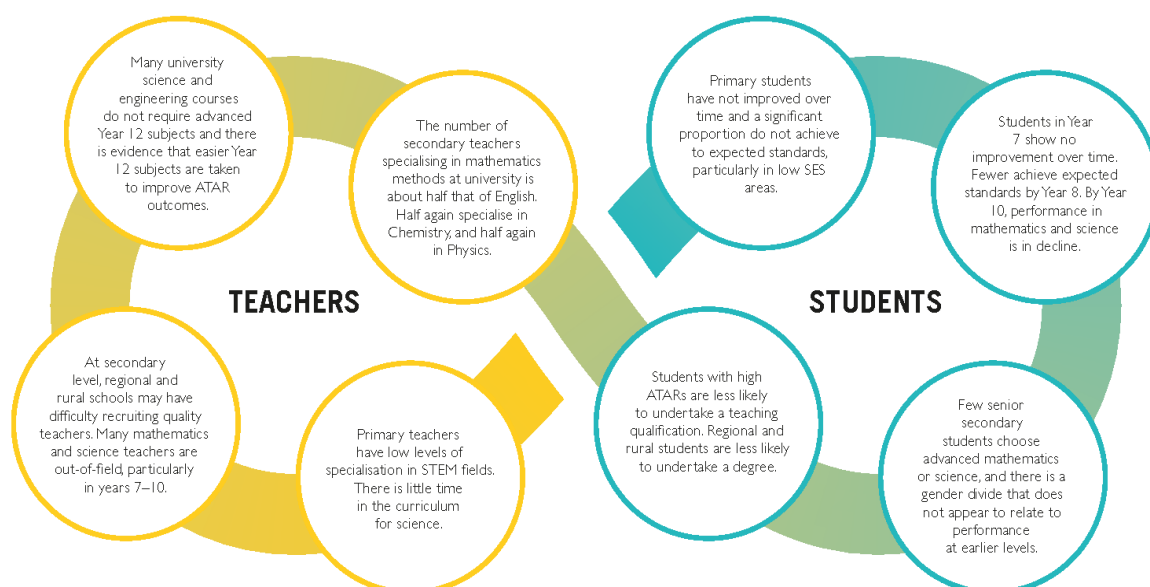 Many university
science and
engineering courses
do not require advanced
Year 12 subjects and there
is evidence that easier Year
12 subjects are taken
to improve ATAR
outcomes.
The number of
secondary teachers
specialising in mathematics
methods at university is
about half that of English.
Half again specialise in
Chemistry, and half again
in Physics.
TEACHERS
At secondary
level, regional and
rural schools may have
difficulty recruiting quality
teachers. Many mathematics
and science teachers are
out-of-field, particularly
in years 7–10.
Primary teachers
have low levels of
specialisation in STEM fields.
There is little time
in the curriculum
for science.
Primary students
have not improved over
time and a significant
proportion do not achieve
to expected standards,
particularly in low SES
areas.
Students in Year
7 show no
improvement over time.
Fewer achieve expected
standards by Year 8. By Year
10, performance in
mathematics and science
is in decline.
STUDENTS
Students with high
ATARs are less likely
to undertake a teaching
qualification. Regional and
rural students are less likely
to undertake a degree.
Few senior
secondary
students choose
advanced mathematics
or science, and there is a
gender divide that does
not appear to relate to
performance
at earlier levels.